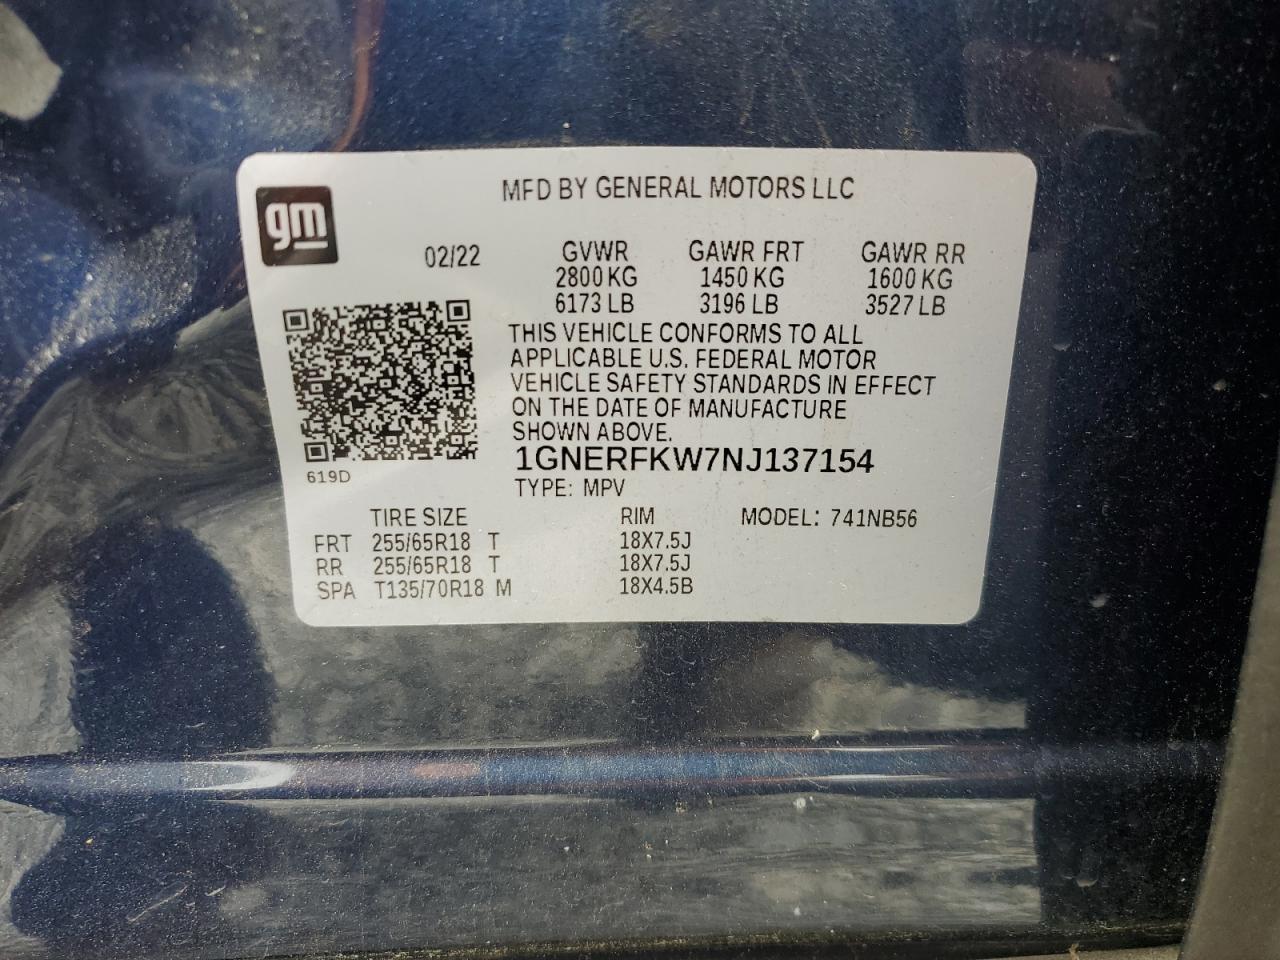 MFD BY GENERAL MOTORS LLC
gm
02/22
GVWR GAWR FRT GAWR RR
2800 KG 1450 KG 1600 KG
6173 LB 3196 LB 3527 LB
THIS VEHICLE CONFORMS TO ALL
APPLICABLE U.S. FEDERAL MOTOR
VEHICLE SAFETY STANDARDS IN EFFECT
ON THE DATE OF MANUFACTURE
SHOWN ABOVE.
1GNERFKW7NJ137154
619D
TYPE: MPV
TIRE SIZE RIM MODEL: 741NB56
FRT 255/65R18 T 18X7.5J
RR 255/65R18 T 18X7.5J
SPA T135/70R18 M 18X4.5B